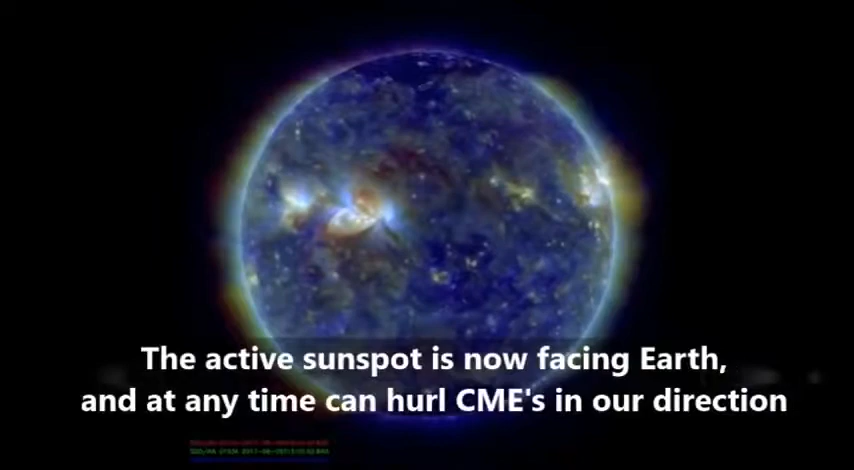 The active sunspot is now facing Earth,
and at any time can hurl CME's in our direction